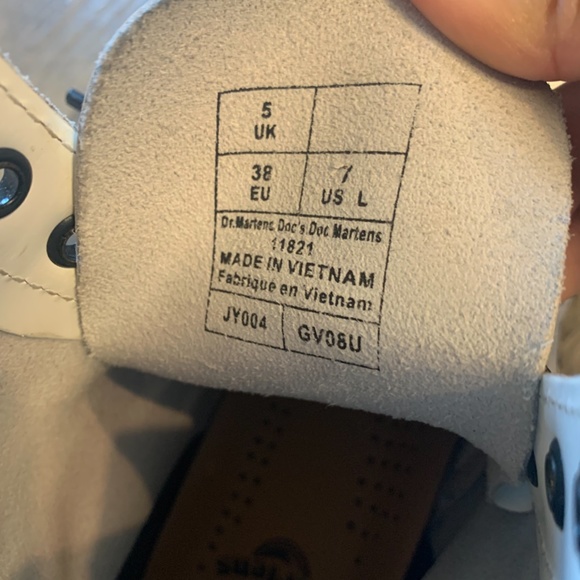 5
UK
38
EU
7
US L
Dr.Martens Doc's Doc Martens
11821
MADE IN VIETNAM
Fabrique en Vietnam
JY004
GV08U